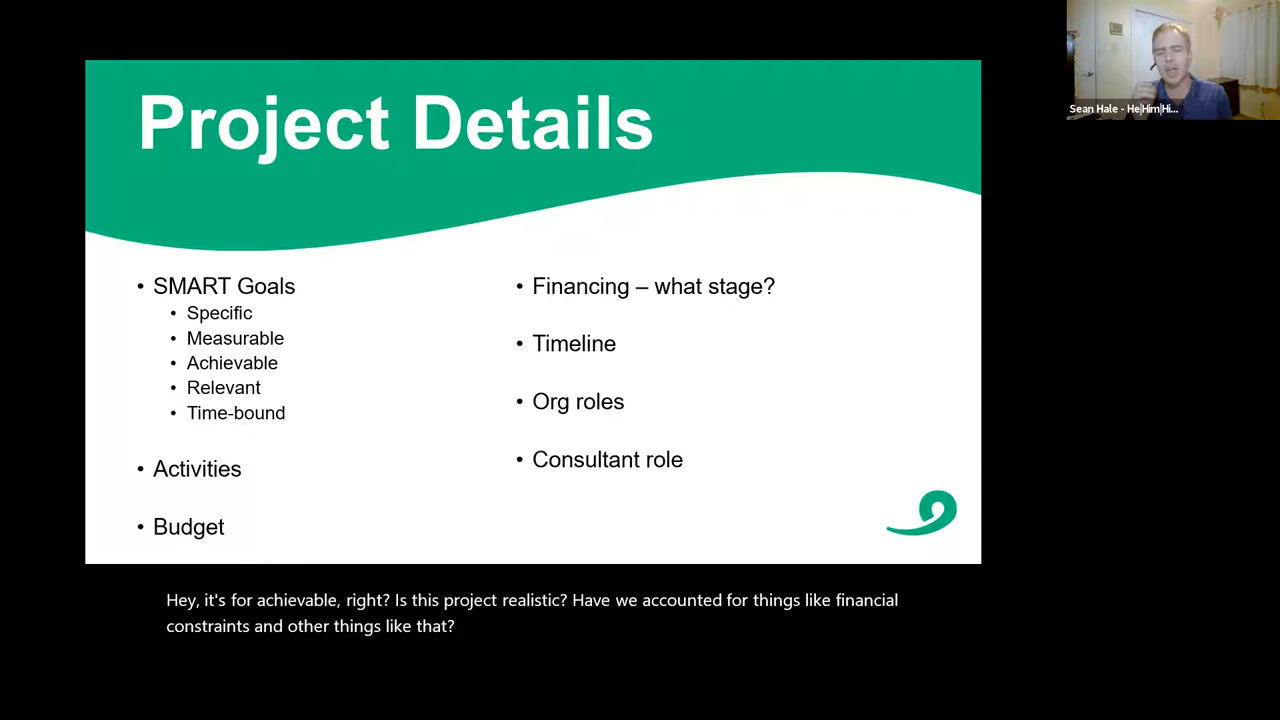 Project Details
• SMART Goals
• Specific
• Measurable
• Achievable
• Relevant
• Time-bound
• Activities
• Budget
• Financing – what stage?
• Timeline
• Org roles
• Consultant role
Sean Hale - He|Him|Hi...
Hey, it's for achievable, right? Is this project realistic? Have we accounted for things like financial
constraints and other things like that?